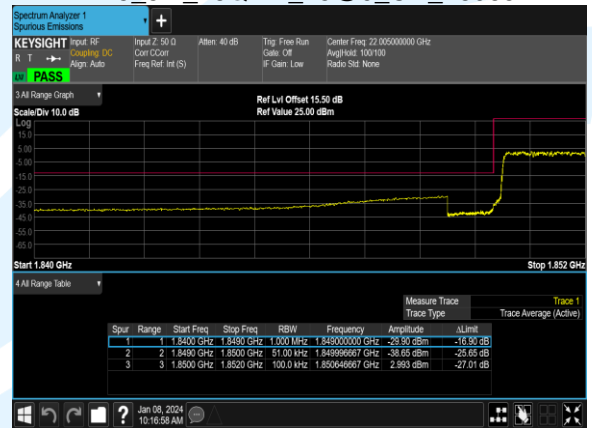 Spectrum Analyzer 1
Spurious Emissions
+
KEYSIGHT Input: RF Input Z: 50 Ω Atten: 40 dB Trig: Free Run Center Freq: 22.005000000 GHz
R T Coupling: DC Corr CCorr Gate: Off Avg|Hold: 100/100
Align: Auto Freq Ref: Int (S) IF Gain: Low Radio Std: None
PASS
3 All Range Graph
Ref Lvl Offset 15.50 dB
Scale/Div 10.0 dB Ref Value 25.00 dBm
Log
15.0
5.00
-5.00
-15.0
-25.0
-35.0
-45.0
-55.0
-65.0
Start 1.840 GHz Stop 1.852 GHz
4 All Range Table
Measure Trace Trace 1
Trace Type Trace Average (Active)
Spur Range Start Freq Stop Freq RBW Frequency Amplitude ΔLimit
1 1 1.8400 GHz 1.8490 GHz 1.000 MHz 1.849000000 GHz -29.90 dBm -16.90 dB
2 2 1.8490 GHz 1.8500 GHz 51.00 kHz 1.849996667 GHz -38.65 dBm -25.65 dB
3 3 1.8500 GHz 1.8520 GHz 100.0 kHz 1.850646667 GHz 2.993 dBm -27.01 dB
? Jan 08, 2024
10:16:58 AM